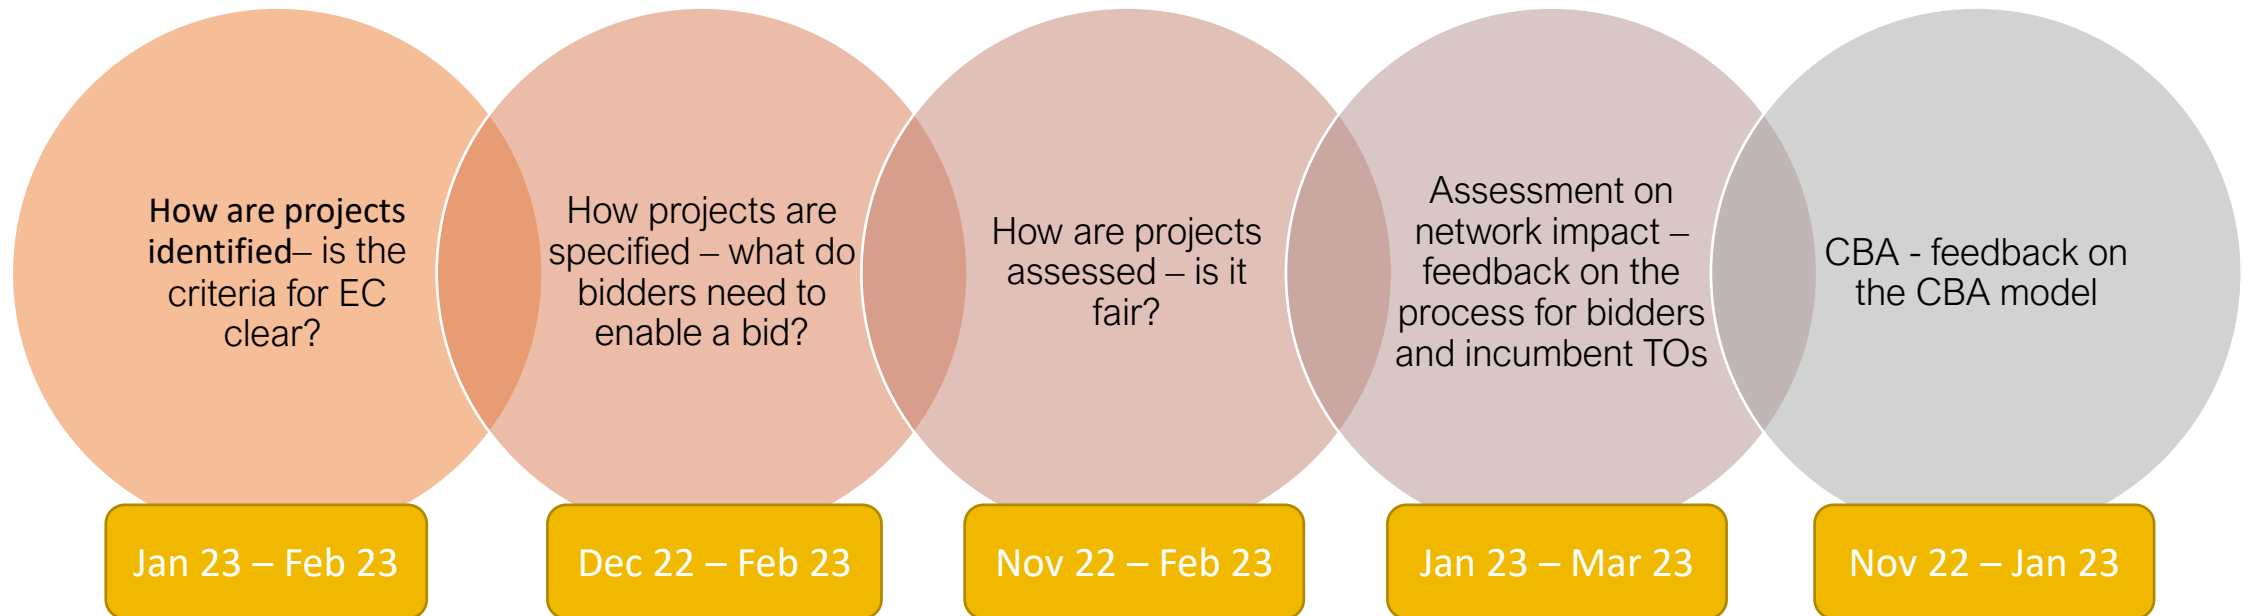 How are projects
identified– is the
criteria for EC
clear?
How projects are
specified – what do
bidders need to
enable a bid?
How are projects
assessed – is it
fair?
Assessment on
network impact –
feedback on the
process for bidders
and incumbent TOs
CBA - feedback on
the CBA model
Jan 23 – Feb 23
Dec 22 – Feb 23
Nov 22 – Feb 23
Jan 23 – Mar 23
Nov 22 – Jan 23